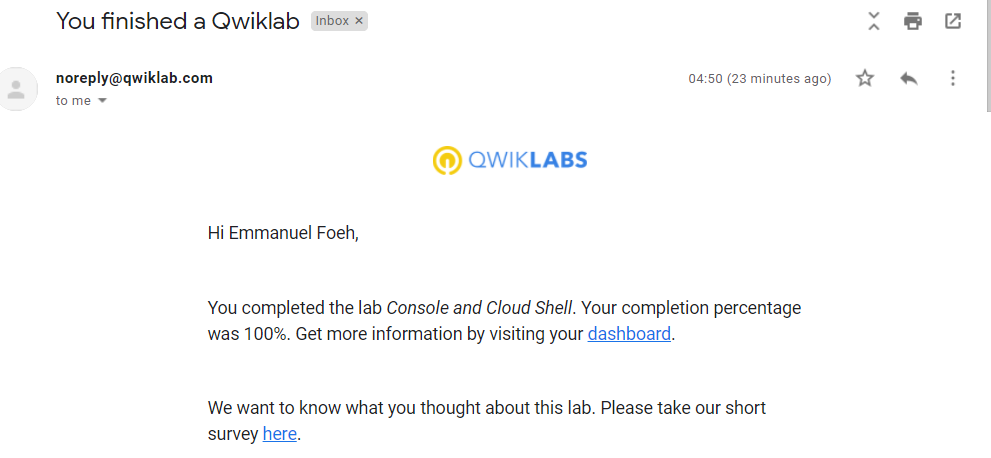 You finished a Qwiklab Inbox ×
noreply@qwiklab.com 04:50 (23 minutes ago)
to me
QWIKLABS
Hi Emmanuel Foeh,
You completed the lab Console and Cloud Shell. Your completion percentage
was 100%. Get more information by visiting your dashboard.
We want to know what you thought about this lab. Please take our short
survey here.